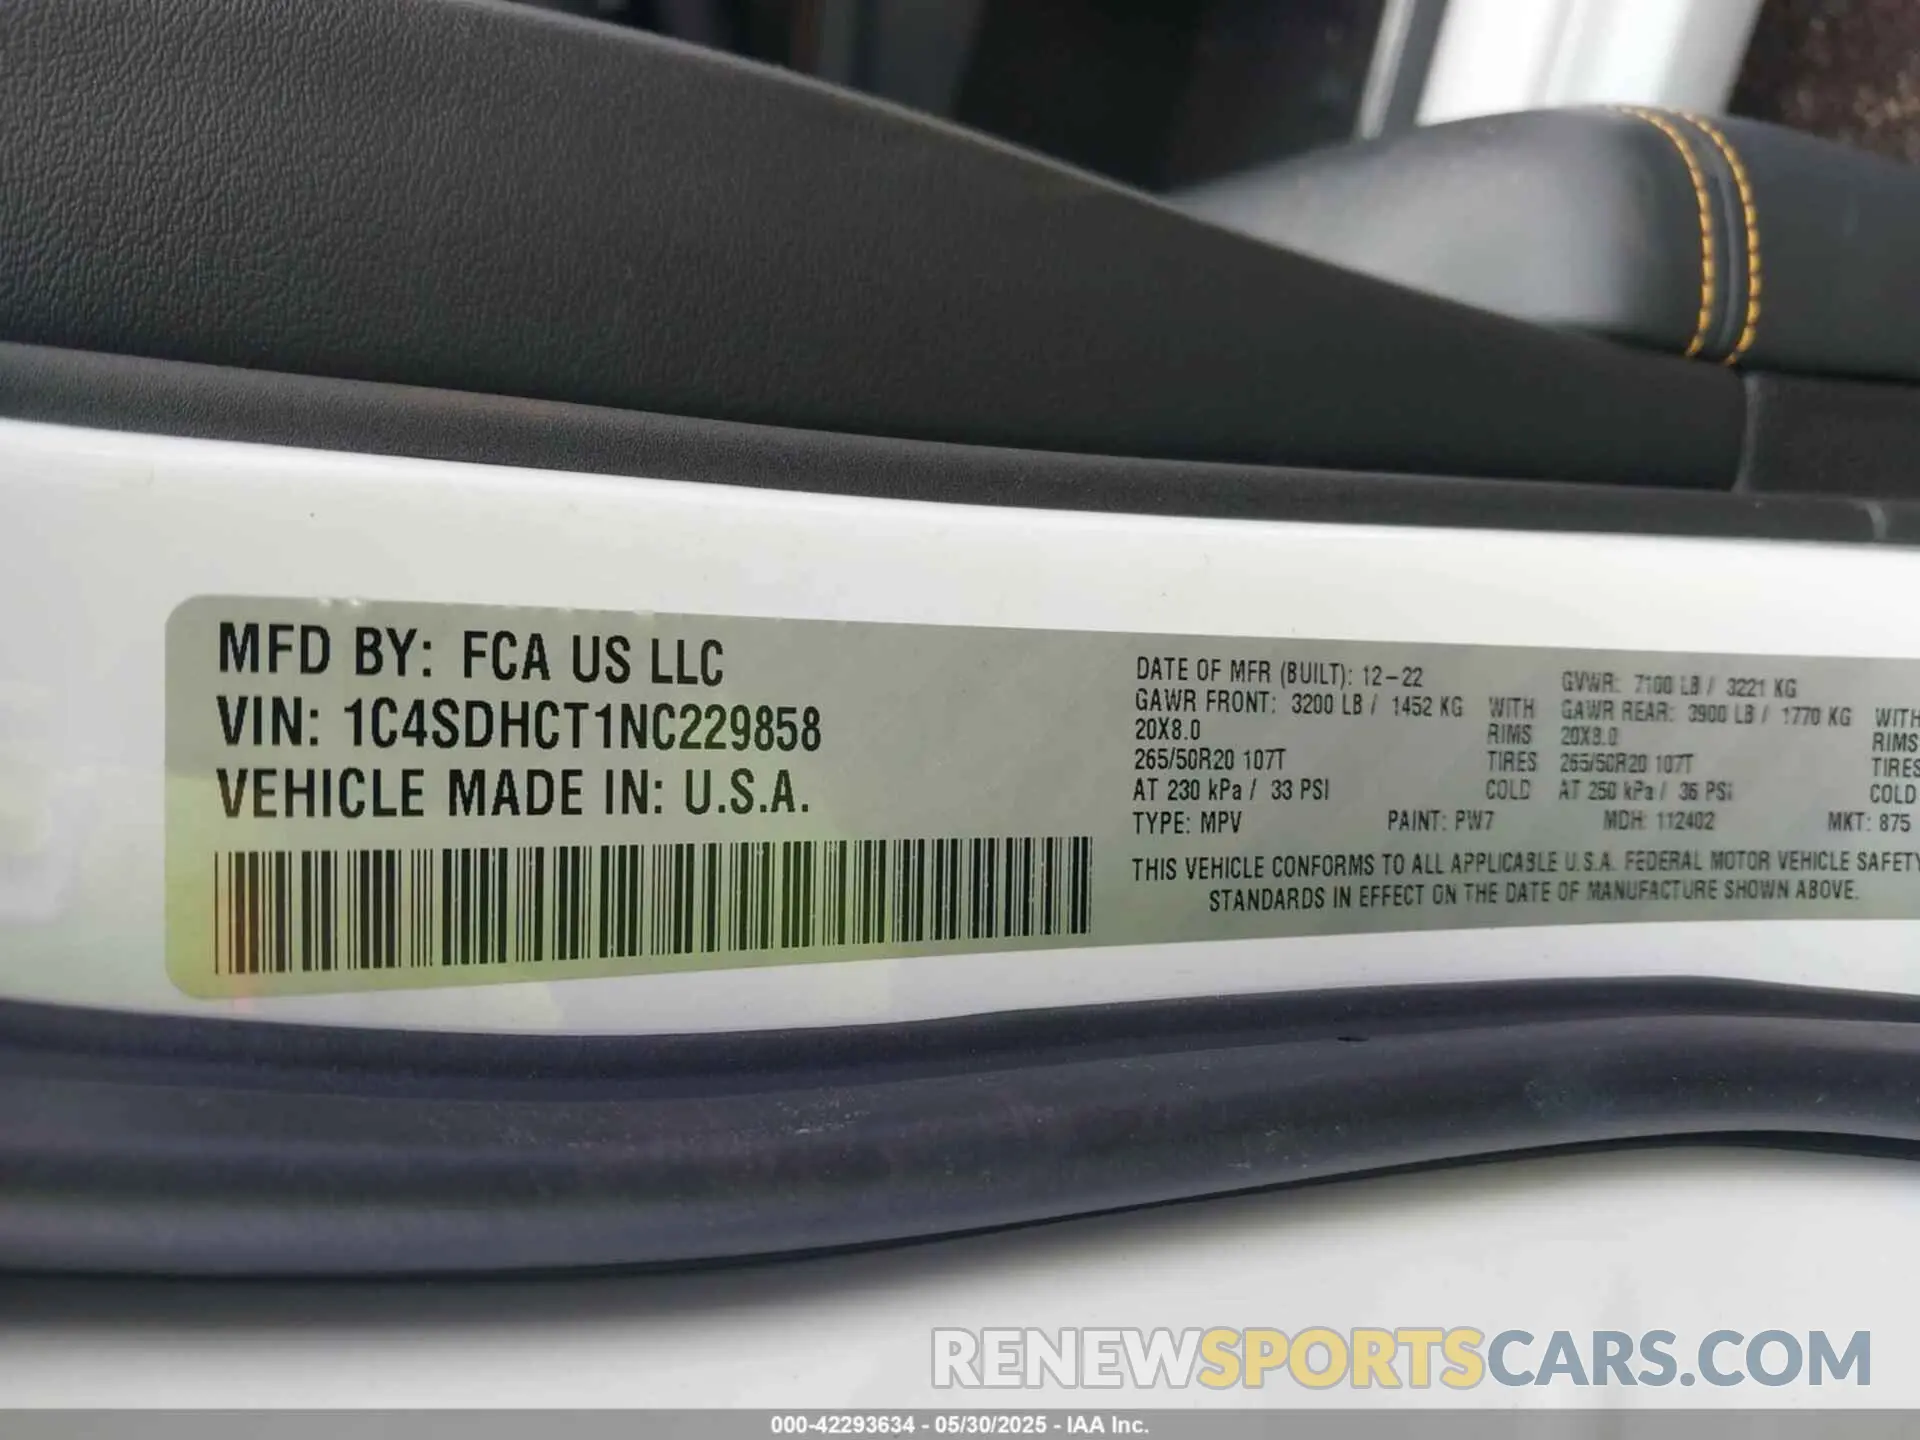 MFD BY: FCA US LLC
VIN: 1C4SDHCT1NC229858
VEHICLE MADE IN: U.S.A.
DATE OF MFR (BUILT): 12-22
GAWR FRONT: 3200 LB / 1452 KG WITH
20X8.0 RIMS
265/50R20 107T TIRES
AT 230 kPa / 33 PSI COLD
GVWR: 7100 LB / 3221 KG
GAWR REAR: 3900 LB / 1770 KG WITH
20X8.0 RIMS
265/50R20 107T TIRES
AT 250 kPa / 36 PSI COLD
TYPE: MPV PAINT: PW7 MDH: 112402 MKT: 875
THIS VEHICLE CONFORMS TO ALL APPLICABLE U.S.A. FEDERAL MOTOR VEHICLE SAFETY
STANDARDS IN EFFECT ON THE DATE OF MANUFACTURE SHOWN ABOVE.
RENEWSPORTSCARS.COM
000-42293634 - 05/30/2025 - IAA Inc.